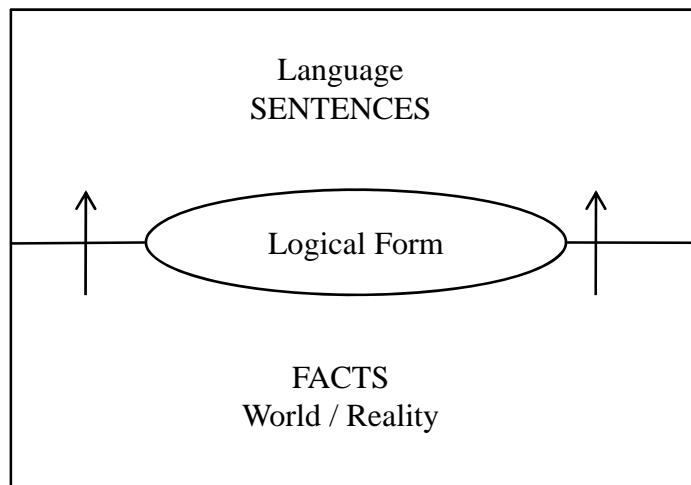 Language
SENTENCES
Logical Form
FACTS
World / Reality